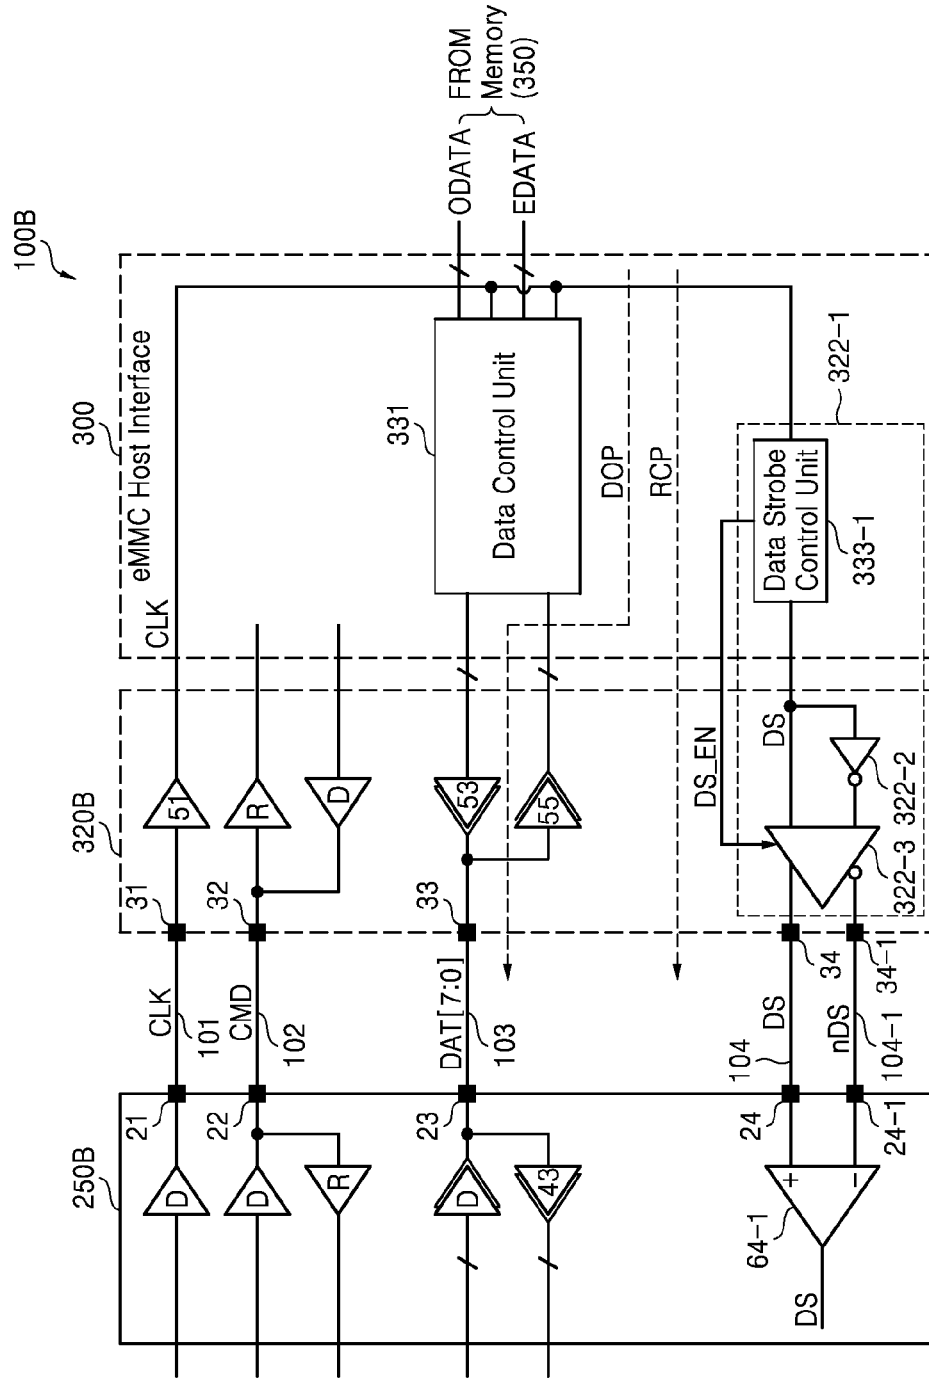 100B
250B
320B
300
eMMC Host Interface
D
21
CLK
101
31
51
CLK
D
R
22
CMD
102
32
R
D
D
43
23
DAT[7:0]
103
33
53
55
331
Data Control Unit
ODATA
EDATA
FROM
Memory
(350)
DOP
RCP
DS
64-1
+
-
24
24-1
104
DS
nDS
104-1
34
34-1
DS_EN
DS
322-3
322-2
Data Strobe
Control Unit
333-1
322-1